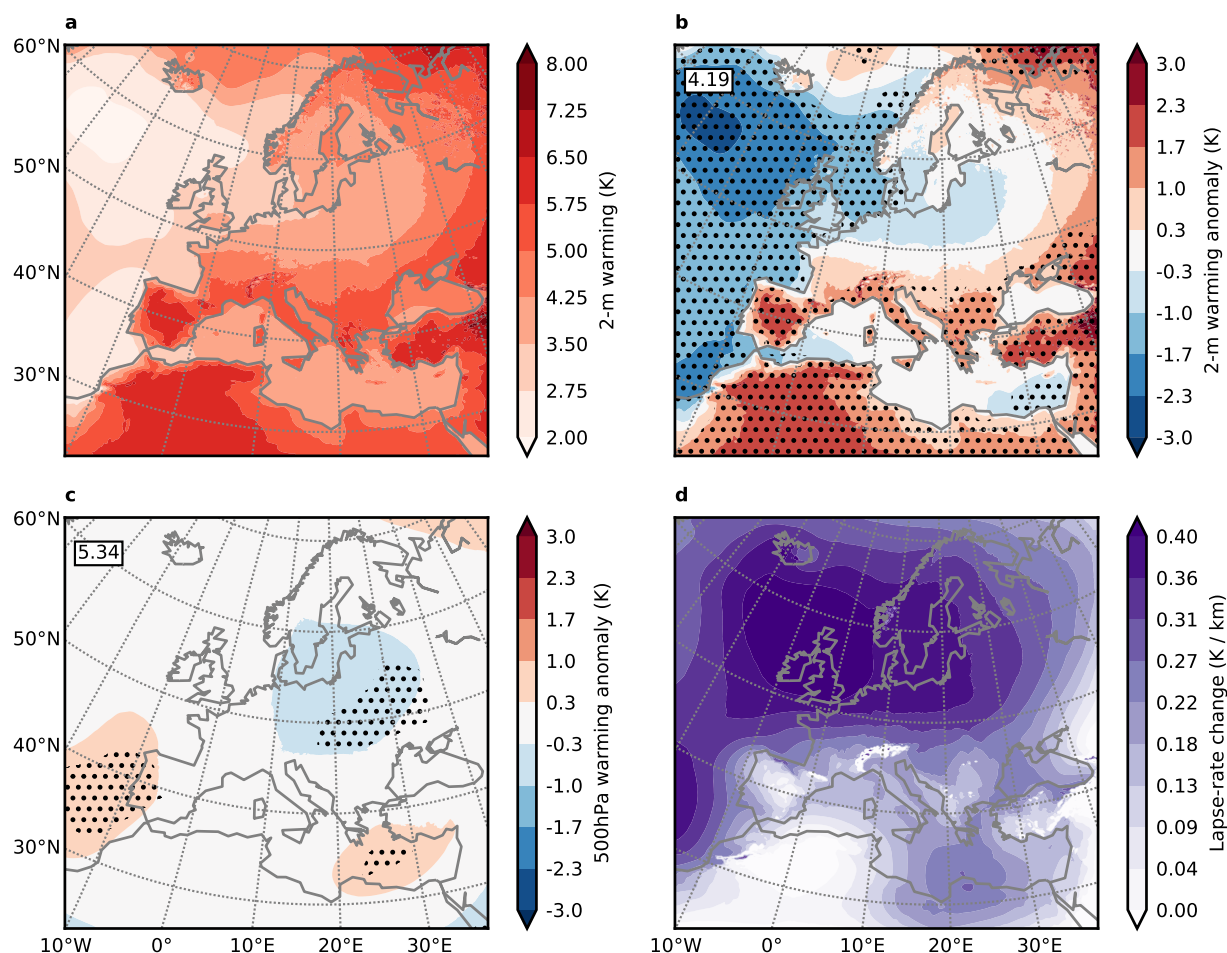 a
60°N
50°N
40°N
30°N
8.00
7.25
6.50
5.75
5.00
4.25
3.50
2.75
2.00
2-m warming (K)
b
4.19
3.0
2.3
1.7
1.0
0.3
-0.3
-1.0
-1.7
-2.3
-3.0
2-m warming anomaly (K)
c
5.34
60°N
50°N
40°N
30°N
10°W
0°
10°E
20°E
30°E
3.0
2.3
1.7
1.0
0.3
-0.3
-1.0
-1.7
-2.3
-3.0
500hPa warming anomaly (K)
d
10°W
0°
10°E
20°E
30°E
0.40
0.36
0.31
0.27
0.22
0.18
0.13
0.09
0.04
0.00
Lapse-rate change (K / km)